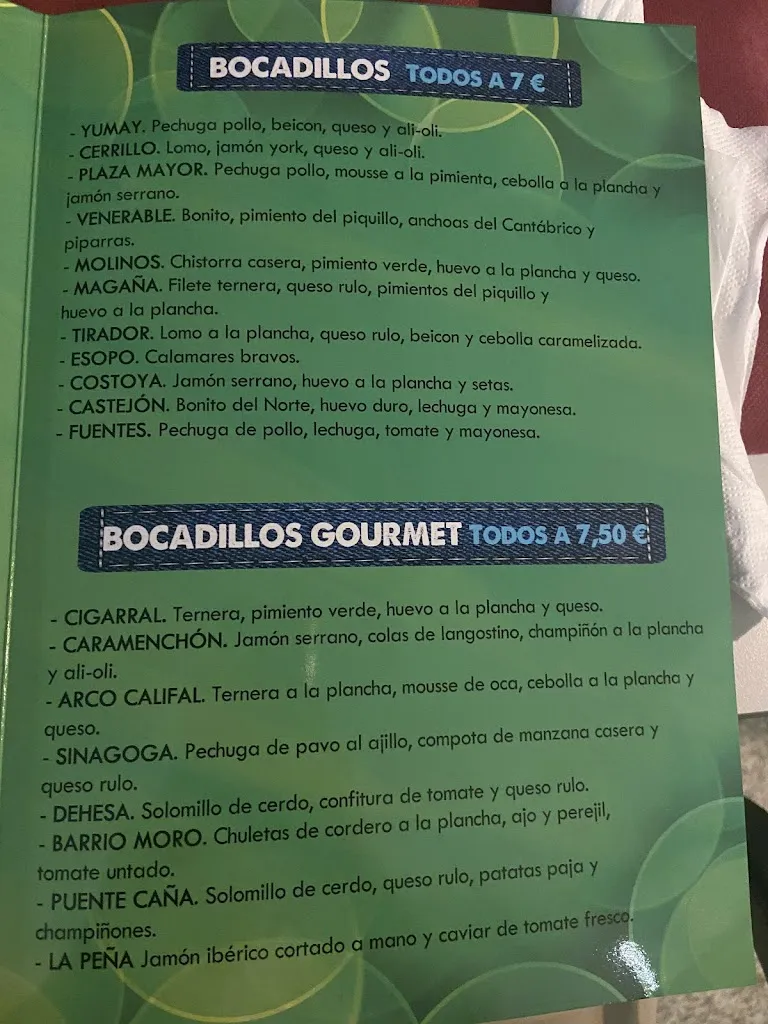 BOCADILLOS TODOS A 7 €
- YUMAY. Pechuga pollo, beicon, queso y ali-oli.
- CERRILLO. Lomo, jamón york, queso y ali-oli.
- PLAZA MAYOR. Pechuga pollo, mousse a la pimienta, cebolla a la plancha y
jamón serrano.
- VENERABLE. Bonito, pimiento del piquillo, anchoas del Cantábrico y
piparras.
- MOLINOS. Chistorra casera, pimiento verde, huevo a la plancha y queso.
- MAGAÑA. Filete ternera, queso rulo, pimientos del piquillo y
huevo a la plancha.
- TIRADOR. Lomo a la plancha, queso rulo, beicon y cebolla caramelizada.
- ESOPO. Calamares bravos.
- COSTOYA. Jamón serrano, huevo a la plancha y setas.
- CASTEJÓN. Bonito del Norte, huevo duro, lechuga y mayonesa.
- FUENTES. Pechuga de pollo, lechuga, tomate y mayonesa.
BOCADILLOS GOURMET TODOS A 7,50 €
- CIGARRAL. Ternera, pimiento verde, huevo a la plancha y queso.
- CARAMENCHÓN. Jamón serrano, colas de langostino, champiñón a la plancha
y ali-oli.
- ARCO CALIFAL. Ternera a la plancha, mousse de oca, cebolla a la plancha y
queso.
- SINAGOGA. Pechuga de pavo al ajillo, compota de manzana casera y
queso rulo.
- DEHESA. Solomillo de cerdo, confitura de tomate y queso rulo.
- BARRIO MORO. Chuletas de cordero a la plancha, ajo y perejil,
tomate untado.
- PUENTE CAÑA. Solomillo de cerdo, queso rulo, patatas paja y
champiñones.
- LA PEÑA Jamón ibérico cortado a mano y caviar de tomate fresco.